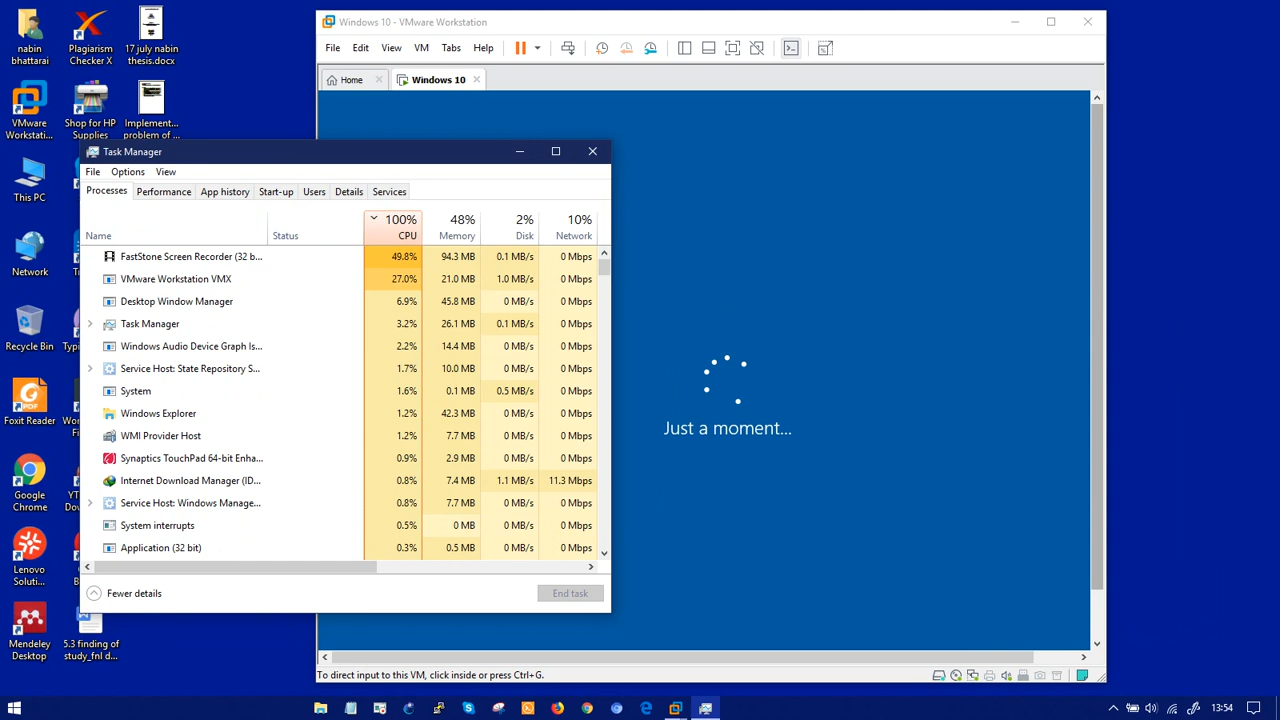 nabin
bhattarai
Plagiarism
Checker X
17 july nabin
thesis.docx
VMware
Workstatio...
Shop for HP
Supplies
Implement...
problem of ...
This PC
Network
Recycle Bin
Foxit Reader
Google
Chrome
Lenovo
Soluti...
Mendeley
Desktop
5.3 finding of
study_fnl d...
Windows 10 - VMware Workstation
File Edit View VM Tabs Help
Home Windows 10
Task Manager
File Options View
Processes Performance App history Start-up Users Details Services
100% 48% 2% 10%
Name Status CPU Memory Disk Network
FastStone Screen Recorder (32 b... 49.8% 94.3 MB 0.1 MB/s 0 Mbps
VMware Workstation VMX 27.0% 21.0 MB 1.0 MB/s 0 Mbps
Desktop Window Manager 6.9% 45.8 MB 0 MB/s 0 Mbps
Task Manager 3.2% 26.1 MB 0.1 MB/s 0 Mbps
Windows Audio Device Graph Is... 2.2% 14.4 MB 0 MB/s 0 Mbps
Service Host: State Repository S... 1.7% 10.0 MB 0 MB/s 0 Mbps
System 1.6% 0.1 MB 0.5 MB/s 0 Mbps
Windows Explorer 1.2% 42.3 MB 0 MB/s 0 Mbps
WMI Provider Host 1.2% 7.7 MB 0 MB/s 0 Mbps
Synaptics TouchPad 64-bit Enha... 0.9% 2.9 MB 0 MB/s 0 Mbps
Internet Download Manager (ID... 0.8% 7.4 MB 1.1 MB/s 11.3 Mbps
Service Host: Windows Manage... 0.8% 7.7 MB 0 MB/s 0 Mbps
System interrupts 0.5% 0 MB 0 MB/s 0 Mbps
Application (32 bit) 0.3% 0.5 MB 0 MB/s 0 Mbps
Fewer details End task
Just a moment...
To direct input to this VM, click inside or press Ctrl+G.
13:54